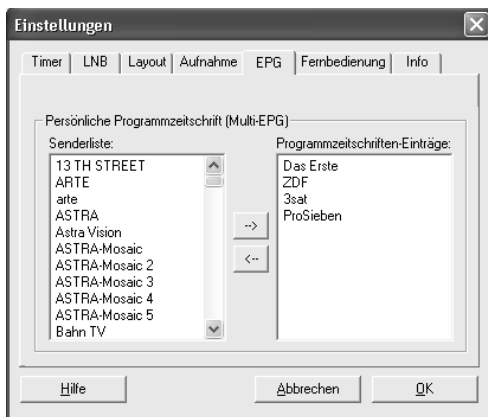 Einstellungen
Timer LNB Layout Aufnahme EPG Fernbedienung Info
Persönliche Programmzeitschrift (Multi-EPG)
Senderliste:
13 TH STREET
ARTE
arte
ASTRA
Astra Vision
ASTRA-Mosaic
ASTRA-Mosaic 2
ASTRA-Mosaic 3
ASTRA-Mosaic 4
ASTRA-Mosaic 5
Bahn TV
-->
<--
Programmzeitschriften-Einträge:
Das Erste
ZDF
3sat
ProSieben
Hilfe Abbrechen OK